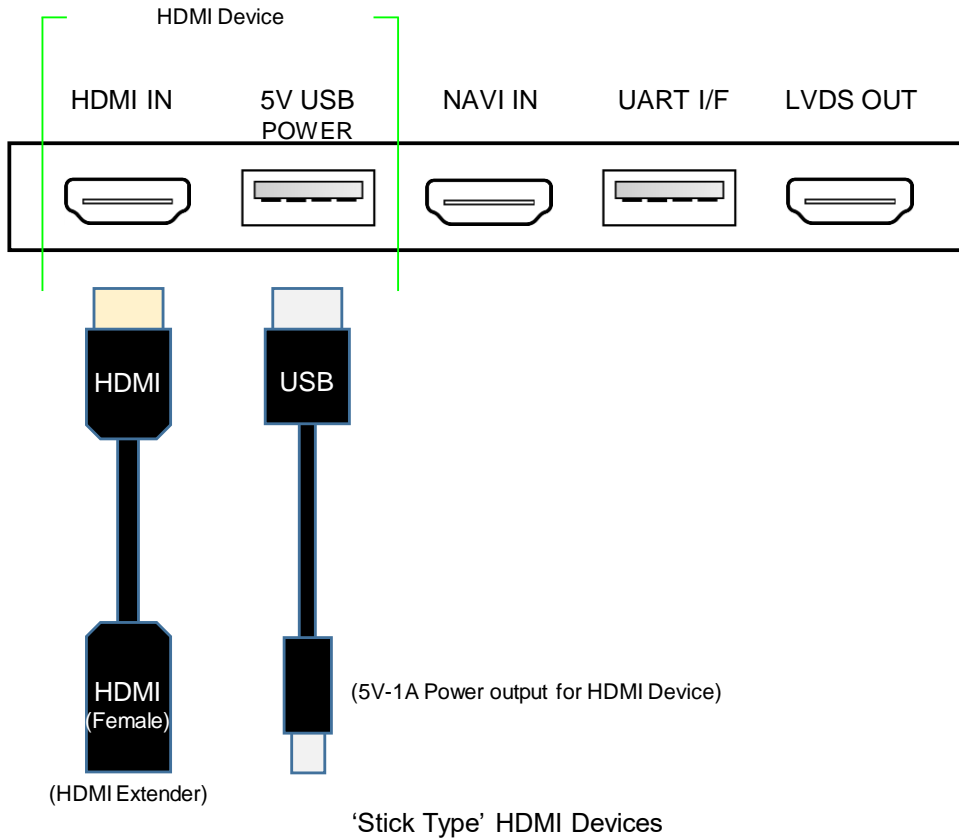 HDMI Device
HDMI IN
5V USB
POWER
NAVI IN
UART I/F
LVDS OUT
HDMI
USB
HDMI
(Female)
(5V-1A Power output for HDMI Device)
(HDMI Extender)
‘Stick Type’ HDMI Devices